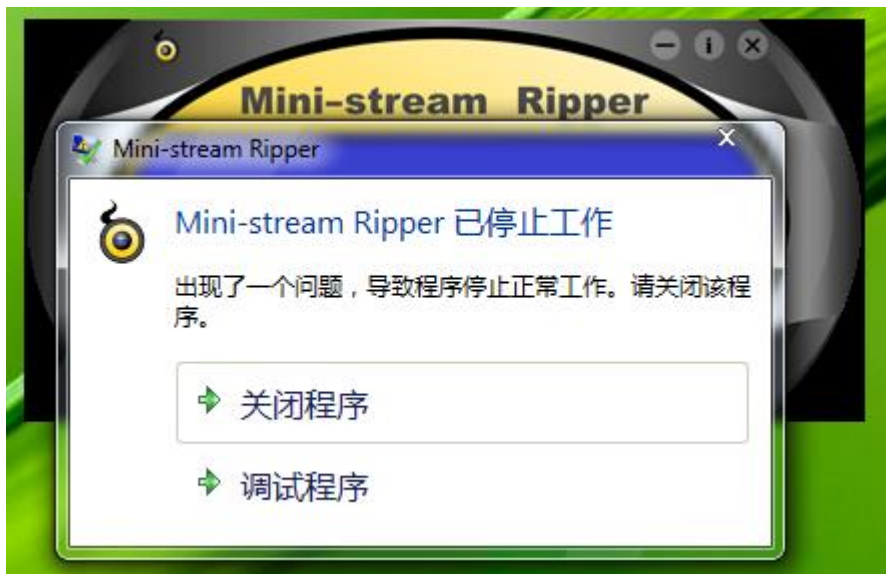 Mini-stream Ripper
Mini-stream Ripper
Mini-stream Ripper 已停止工作
出现了一个问题，导致程序停止正常工作。请关闭该程
序。
关闭程序
调试程序